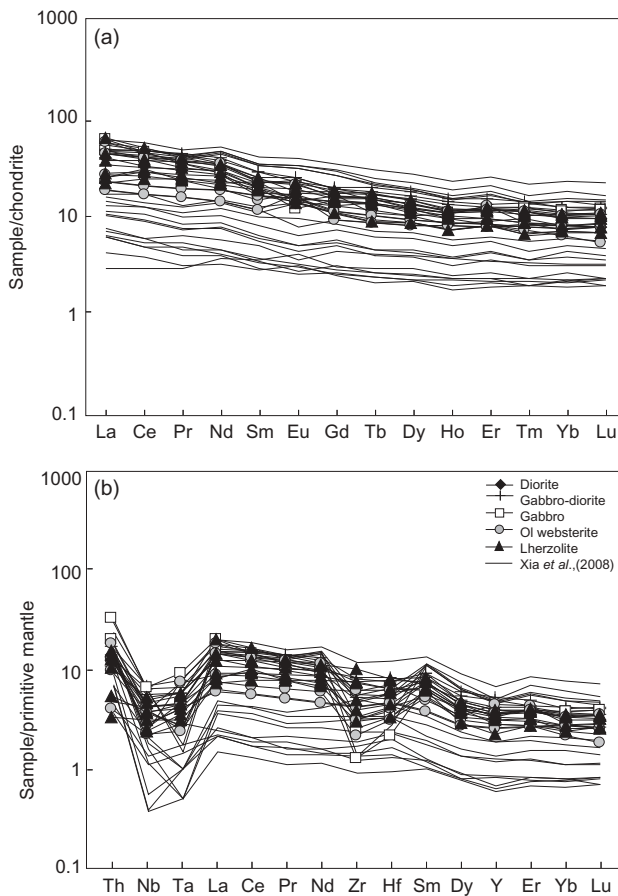 (a)
1000
100
10
1
0.1
Sample/chondrite
La Ce Pr Nd Sm Eu Gd Tb Dy Ho Er Tm Yb Lu
(b)
1000
100
10
1
0.1
Sample/primitive mantle
Diorite
Gabbro-diorite
Gabbro
Ol websterite
Lherzolite
Xia et al.,(2008)
Th Nb Ta La Ce Pr Nd Zr Hf Sm Dy Y Er Yb Lu